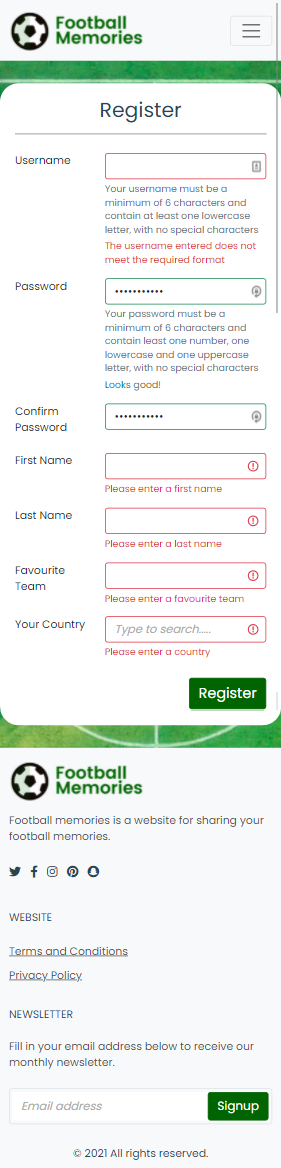 Football
Memories
Register
Username
Your username must be a
minimum of 6 characters and
contain at least one lowercase
letter, with no special characters
The username entered does not
meet the required format
Password
•••••••••••
Your password must be a
minimum of 6 characters and
contain least one number, one
lowercase and one uppercase
letter, with no special characters
Looks good!
Confirm
Password
•••••••••••
First Name
Please enter a first name
Last Name
Please enter a last name
Favourite
Team
Please enter a favourite team
Your Country
Type to search.....
Please enter a country
Register
Football
Memories
Football memories is a website for sharing your
football memories.
WEBSITE
Terms and Conditions
Privacy Policy
NEWSLETTER
Fill in your email address below to receive our
monthly newsletter.
Email address
Signup
© 2021 All rights reserved.